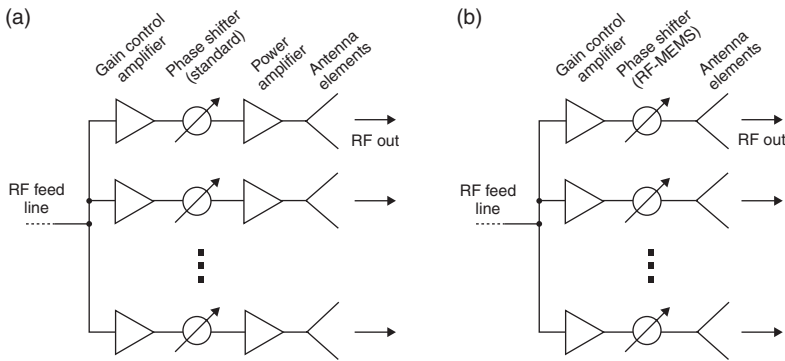 (a)
Gain control
amplifier
Phase shifter
(standard)
Power
amplifier
Antenna
elements
RF out
RF feed
line
(b)
Gain control
amplifier
Phase shifter
(RF-MEMS)
Antenna
elements
RF out
RF feed
line